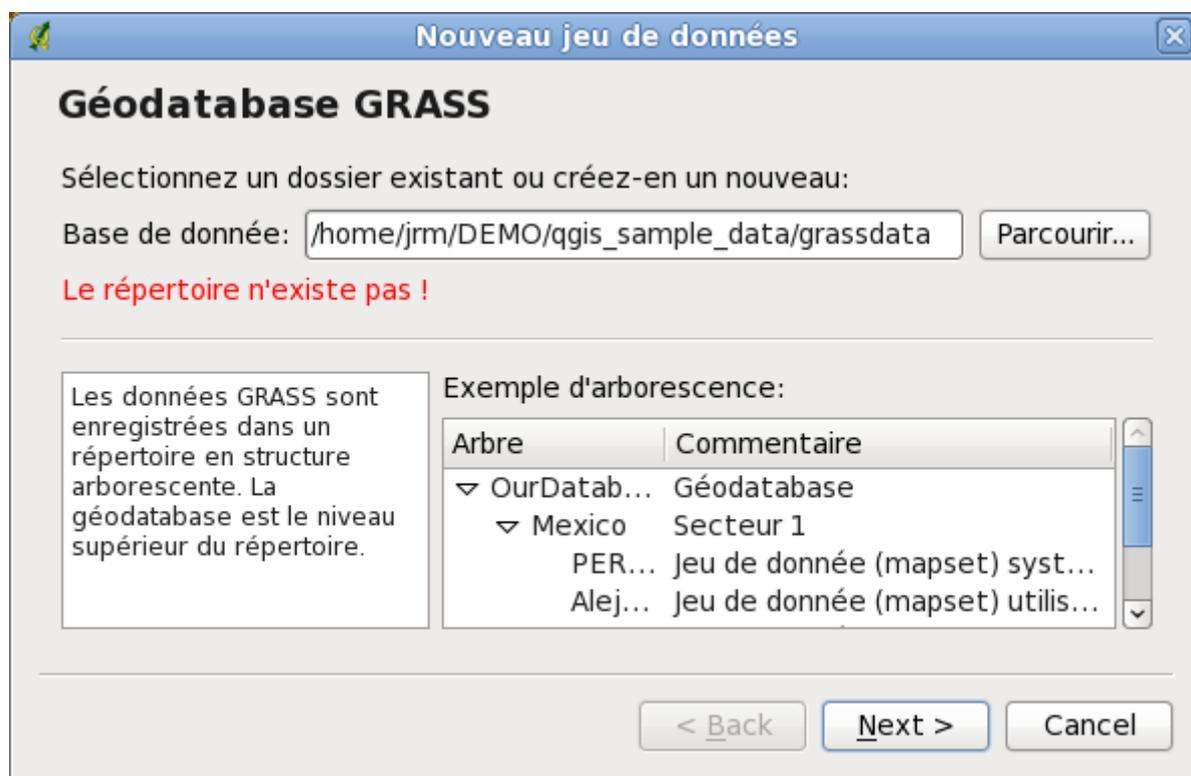 Nouveau jeu de données
Géodatabase GRASS
Sélectionnez un dossier existant ou créez-en un nouveau:
Base de donnée: /home/jrm/DEMO/qgis_sample_data/grassdata Parcourir...
Le répertoire n'existe pas !
Les données GRASS sont
enregistrées dans un
répertoire en structure
arborescente. La
géodatabase est le niveau
supérieur du répertoire.
Exemple d'arborescence:
Arbre Commentaire
OurDatab... Géodatabase
Mexico Secteur 1
PER... Jeu de donnée (mapset) syst...
Alej... Jeu de donnée (mapset) utilis...
< Back Next > Cancel